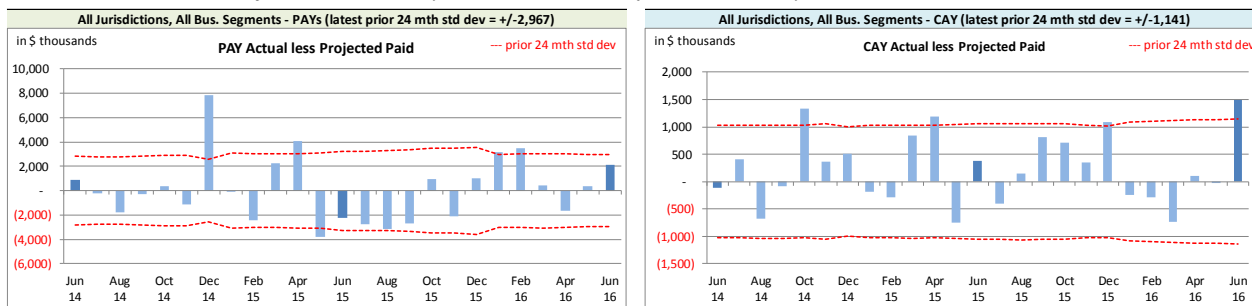 All Jurisdictions, All Bus. Segments - PAYs (latest prior 24 mth std dev = +/-2,967)
in $ thousands
PAY Actual less Projected Paid
--- prior 24 mth std dev
10,000
8,000
6,000
4,000
2,000
-
(2,000)
(4,000)
(6,000)
Jun Aug Oct Dec Feb Apr Jun Aug Oct Dec Feb Apr Jun
14 14 14 14 15 15 15 15 15 15 16 16 16
All Jurisdictions, All Bus. Segments - CAY (latest prior 24 mth std dev = +/-1,141)
in $ thousands
CAY Actual less Projected Paid
--- prior 24 mth std dev
2,000
1,500
1,000
500
-
(500)
(1,000)
(1,500)
Jun Aug Oct Dec Feb Apr Jun Aug Oct Dec Feb Apr Jun
14 14 14 14 15 15 15 15 15 15 16 16 16